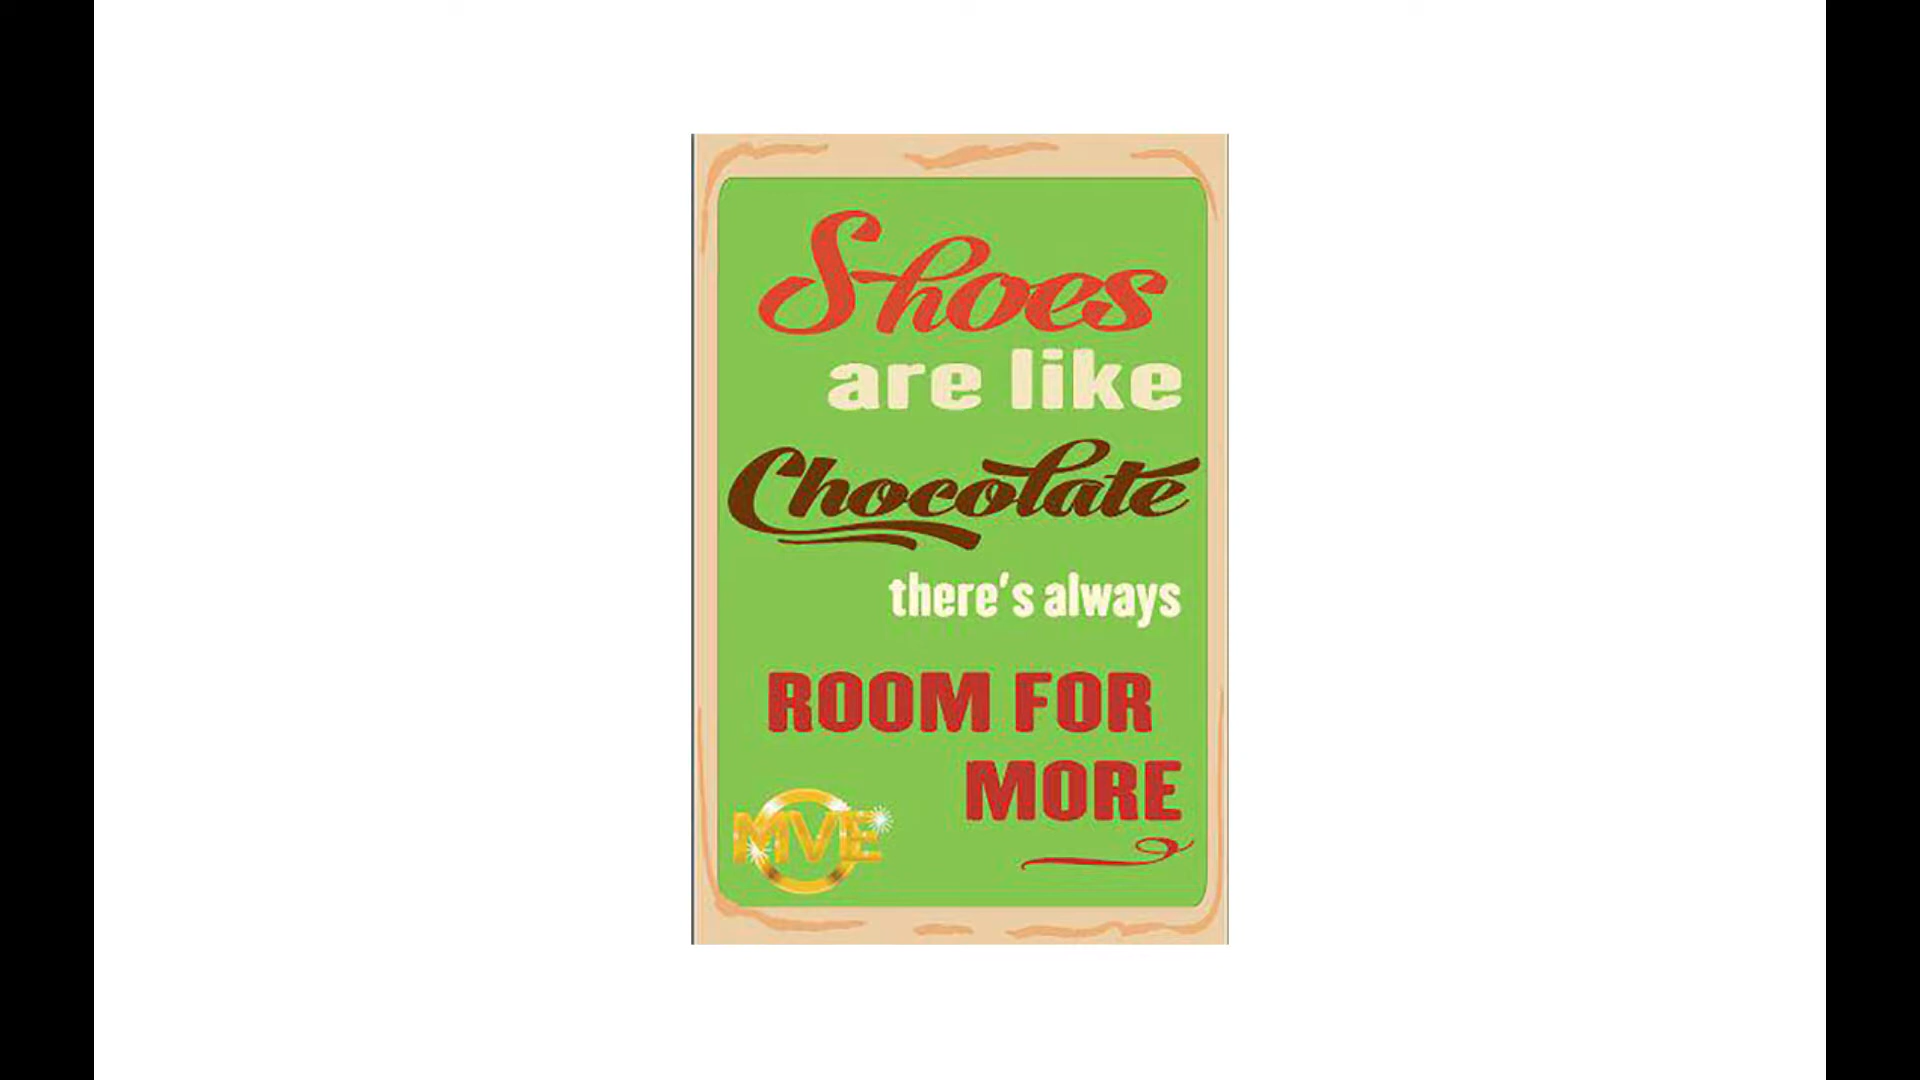 Shoes
are like
Chocolate
there's always
ROOM FOR
MORE
MVE